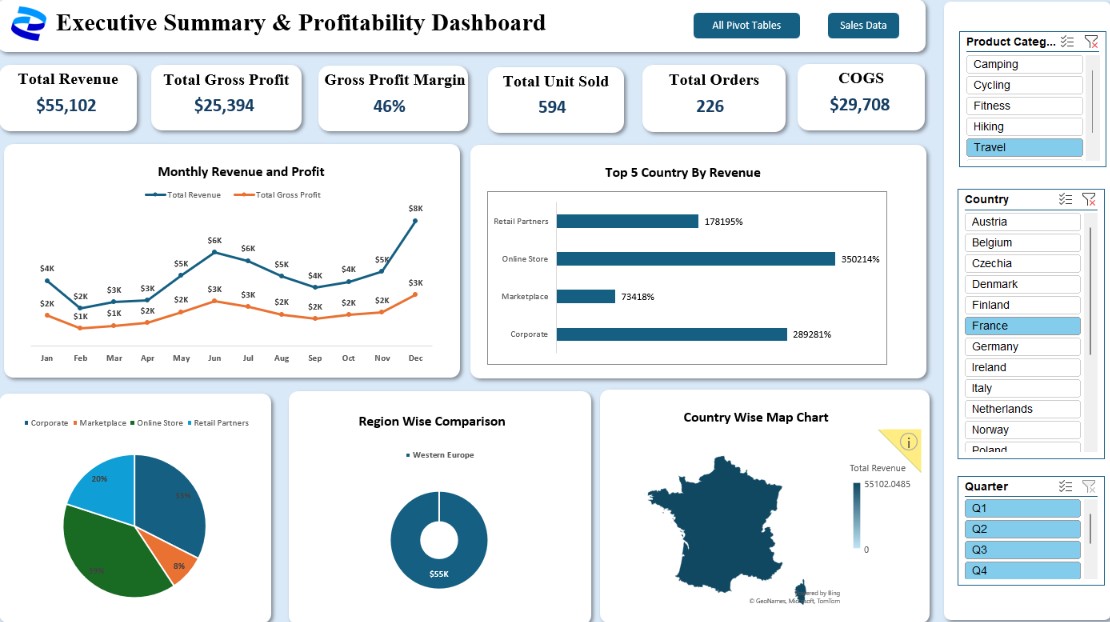 Executive Summary & Profitability Dashboard
All Pivot Tables
Sales Data
Total Revenue
$55,102
Total Gross Profit
$25,394
Gross Profit Margin
46%
Total Unit Sold
594
Total Orders
226
COGS
$29,708
Monthly Revenue and Profit
Total Revenue
Total Gross Profit
$4K
$2K
$3K
$3K
$5K
$6K
$6K
$5K
$4K
$4K
$5K
$8K
$2K
$1K
$1K
$2K
$2K
$3K
$3K
$2K
$2K
$2K
$2K
$3K
Jan
Feb
Mar
Apr
May
Jun
Jul
Aug
Sep
Oct
Nov
Dec
Top 5 Country By Revenue
Retail Partners
178195%
Online Store
350214%
Marketplace
73418%
Corporate
289281%
Corporate
Marketplace
Online Store
Retail Partners
20%
8%
Region Wise Comparison
Western Europe
$55K
Country Wise Map Chart
Total Revenue
55102.0485
0
by Bing
© GeoNames, Microsoft, TomTom
Product Categ...
Camping
Cycling
Fitness
Hiking
Travel
Country
Austria
Belgium
Czechia
Denmark
Finland
France
Germany
Ireland
Italy
Netherlands
Norway
Poland
Quarter
Q1
Q2
Q3
Q4